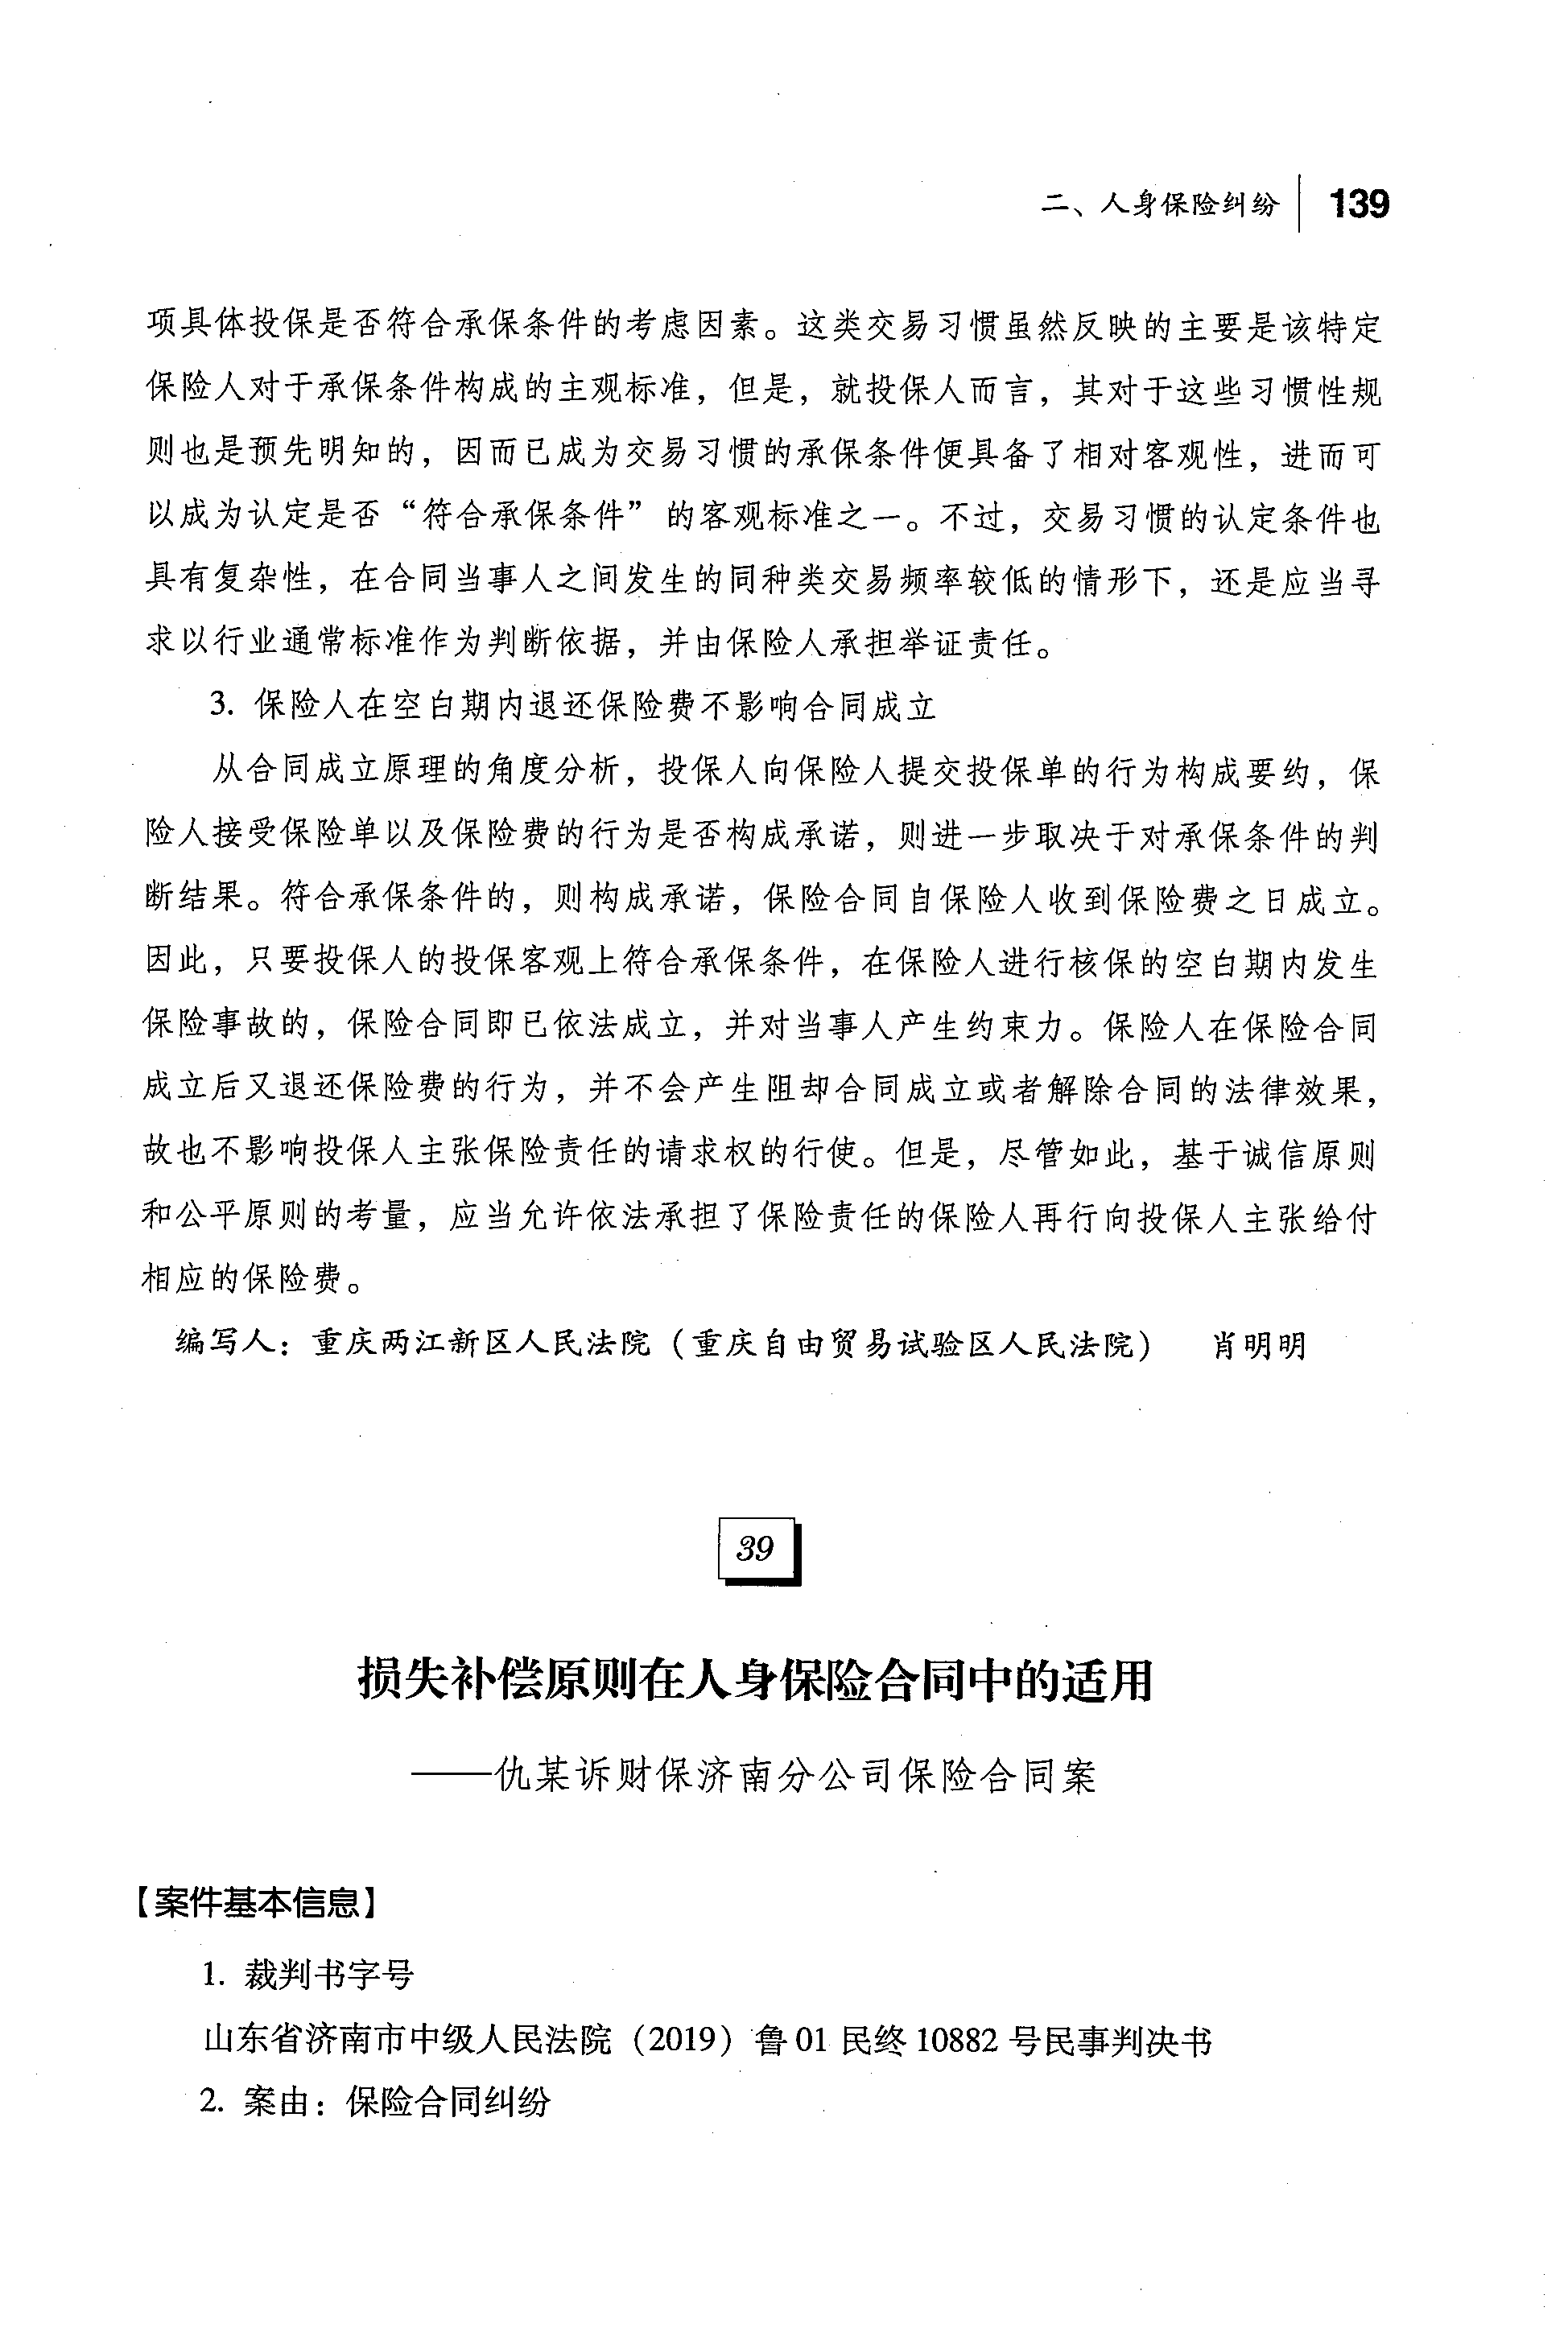 二、人身保险纠纷 139
项具体投保是否符合承保条件的考虑因素。这类交易习惯虽然反映的主要是该特定
保险人对于承保条件构成的主观标准，但是，就投保人而言，其对于这些习惯性规
则也是预先明知的，因而已成为交易习惯的承保条件便具备了相对客观性，进而可
以成为认定是否“符合承保条件”的客观标准之一。不过，交易习惯的认定条件也
具有复杂性，在合同当事人之间发生的同种类交易频率较低的情形下，还是应当寻
求以行业通常标准作为判断依据，并由保险人承担举证责任。
3. 保险人在空白期内退还保险费不影响合同成立
从合同成立原理的角度分析，投保人向保险人提交投保单的行为构成要约，保
险人接受保险单以及保险费的行为是否构成承诺，则进一步取决于对承保条件的判
断结果。符合承保条件的，则构成承诺，保险合同自保险人收到保险费之日成立。
因此，只要投保人的投保客观上符合承保条件，在保险人进行核保的空白期内发生
保险事故的，保险合同即已依法成立，并对当事人产生约束力。保险人在保险合同
成立后又退还保险费的行为，并不会产生阻却合同成立或者解除合同的法律效果，
故也不影响投保人主张保险责任的请求权的行使。但是，尽管如此，基于诚信原则
和公平原则的考量，应当允许依法承担了保险责任的保险人再行向投保人主张给付
相应的保险费。
编写人：重庆两江新区人民法院（重庆自由贸易试验区人民法院） 肖明明
39
损失补偿原则在人身保险合同中的适用
——仇某诉财保济南分公司保险合同案
【案件基本信息】
1. 裁判书字号
山东省济南市中级人民法院（2019）鲁01民终10882号民事判决书
2. 案由：保险合同纠纷